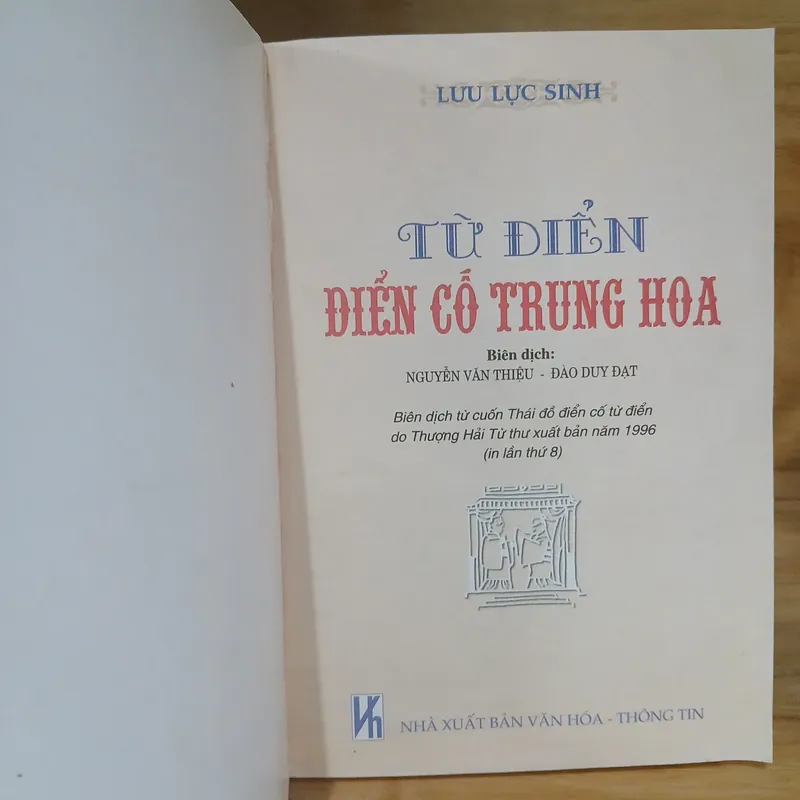 LƯU LỰC SINH
TỪ ĐIỂN
ĐIỂN CỐ TRUNG HOA
Biên dịch:
NGUYỄN VĂN THIỆU - ĐÀO DUY ĐẠT
Biên dịch từ cuốn Thái đồ điển cố từ điển
do Thượng Hải Từ thư xuất bản năm 1996
(in lần thứ 8)
Vh NHÀ XUẤT BẢN VĂN HÓA - THÔNG TIN